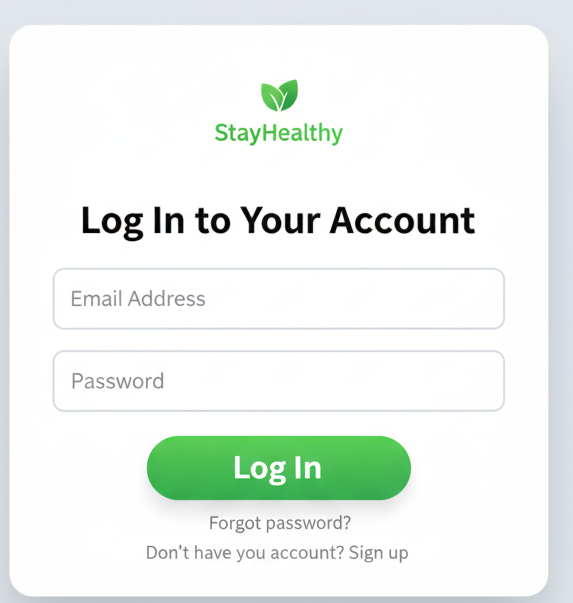 StayHealthy
Log In to Your Account
Email Address
Password
Log In
Forgot password?
Don't have you account? Sign up